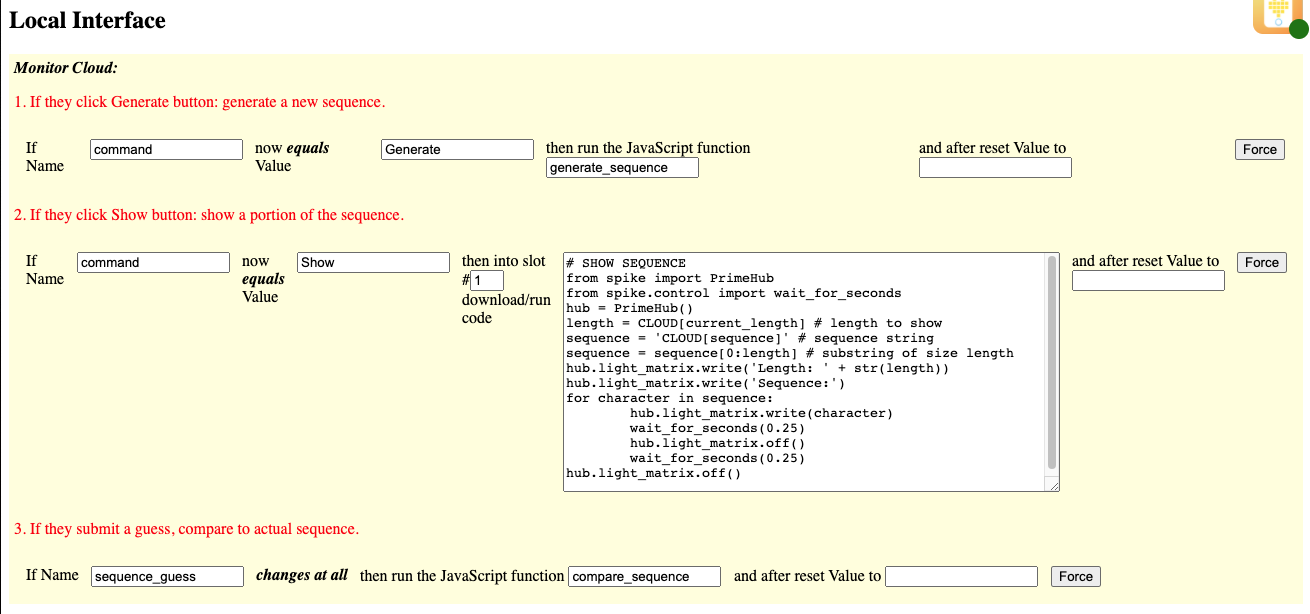 Local Interface
Monitor Cloud:
1. If they click Generate button: generate a new sequence.
If Name command now equals Value Generate then run the JavaScript function generate_sequence and after reset Value to Force
2. If they click Show button: show a portion of the sequence.
If Name command now equals Value Show then into slot #1 download/run code
# SHOW SEQUENCE
from spike import PrimeHub
from spike.control import wait_for_seconds
hub = PrimeHub()
length = CLOUD[current_length] # length to show
sequence = 'CLOUD[sequence]' # sequence string
sequence = sequence[0:length] # substring of size length
hub.light_matrix.write('Length: ' + str(length))
hub.light_matrix.write('Sequence:')
for character in sequence:
        hub.light_matrix.write(character)
        wait_for_seconds(0.25)
        hub.light_matrix.off()
        wait_for_seconds(0.25)
hub.light_matrix.off()
and after reset Value to Force
3. If they submit a guess, compare to actual sequence.
If Name sequence_guess changes at all then run the JavaScript function compare_sequence and after reset Value to Force